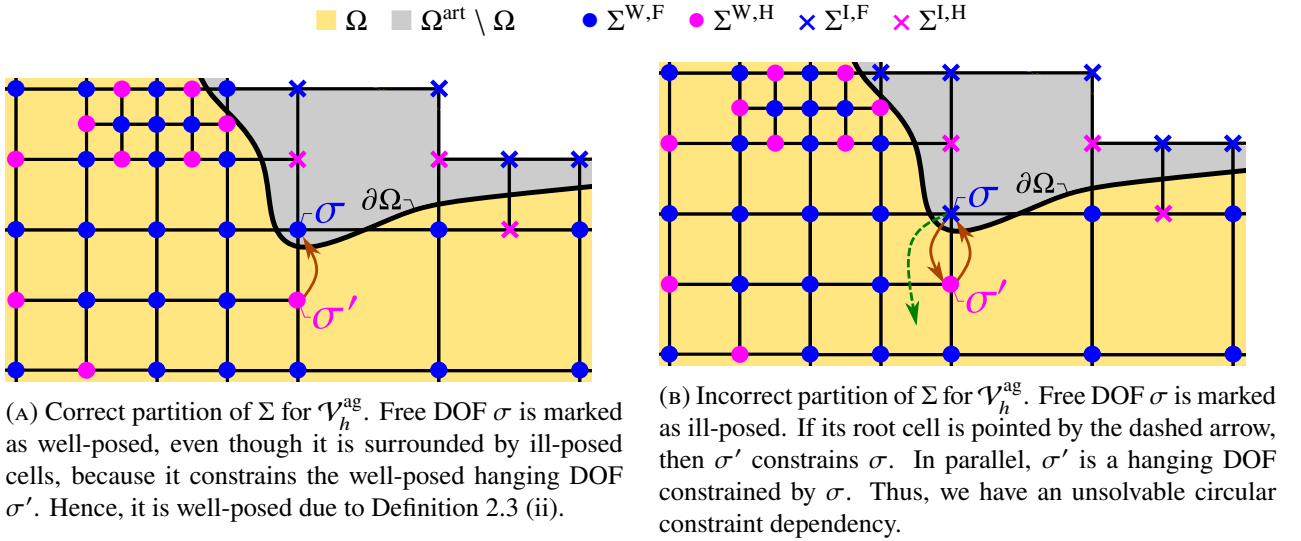 Ω Ω^art \ Ω Σ^W,F Σ^W,H Σ^I,F Σ^I,H
∂Ω
σ
σ′
(A) Correct partition of Σ for 𝒱_h^ag. Free DOF σ is marked
as well-posed, even though it is surrounded by ill-posed
cells, because it constrains the well-posed hanging DOF
σ′. Hence, it is well-posed due to Definition 2.3 (ii).
∂Ω
σ
σ′
(B) Incorrect partition of Σ for 𝒱_h^ag. Free DOF σ is marked
as ill-posed. If its root cell is pointed by the dashed arrow,
then σ′ constrains σ. In parallel, σ′ is a hanging DOF
constrained by σ. Thus, we have an unsolvable circular
constraint dependency.